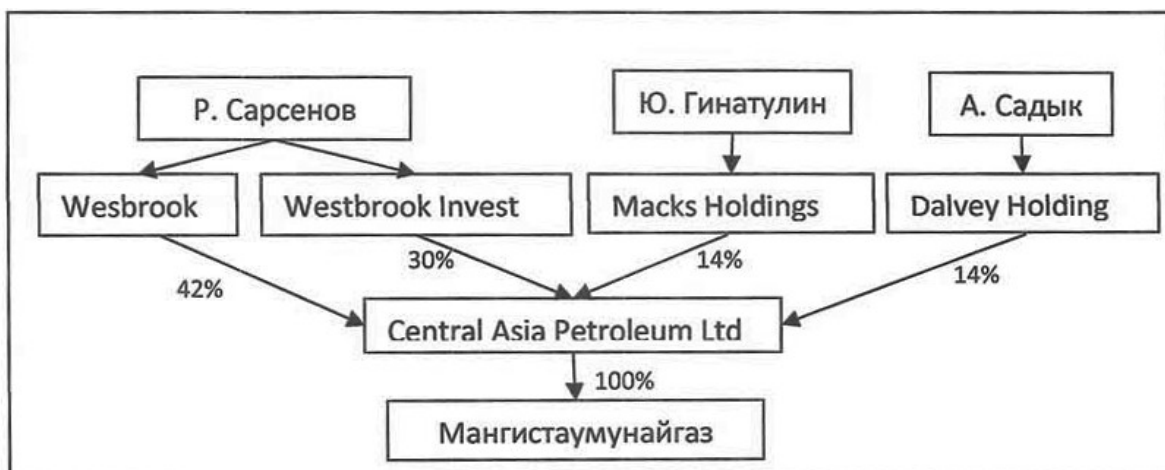 Р. Сарсенов
Ю. Гинатулин
А. Садык
Wesbrook
Westbrook Invest
Macks Holdings
Dalvey Holding
42%
30%
14%
14%
Central Asia Petroleum Ltd
100%
Мангистаумунайгаз